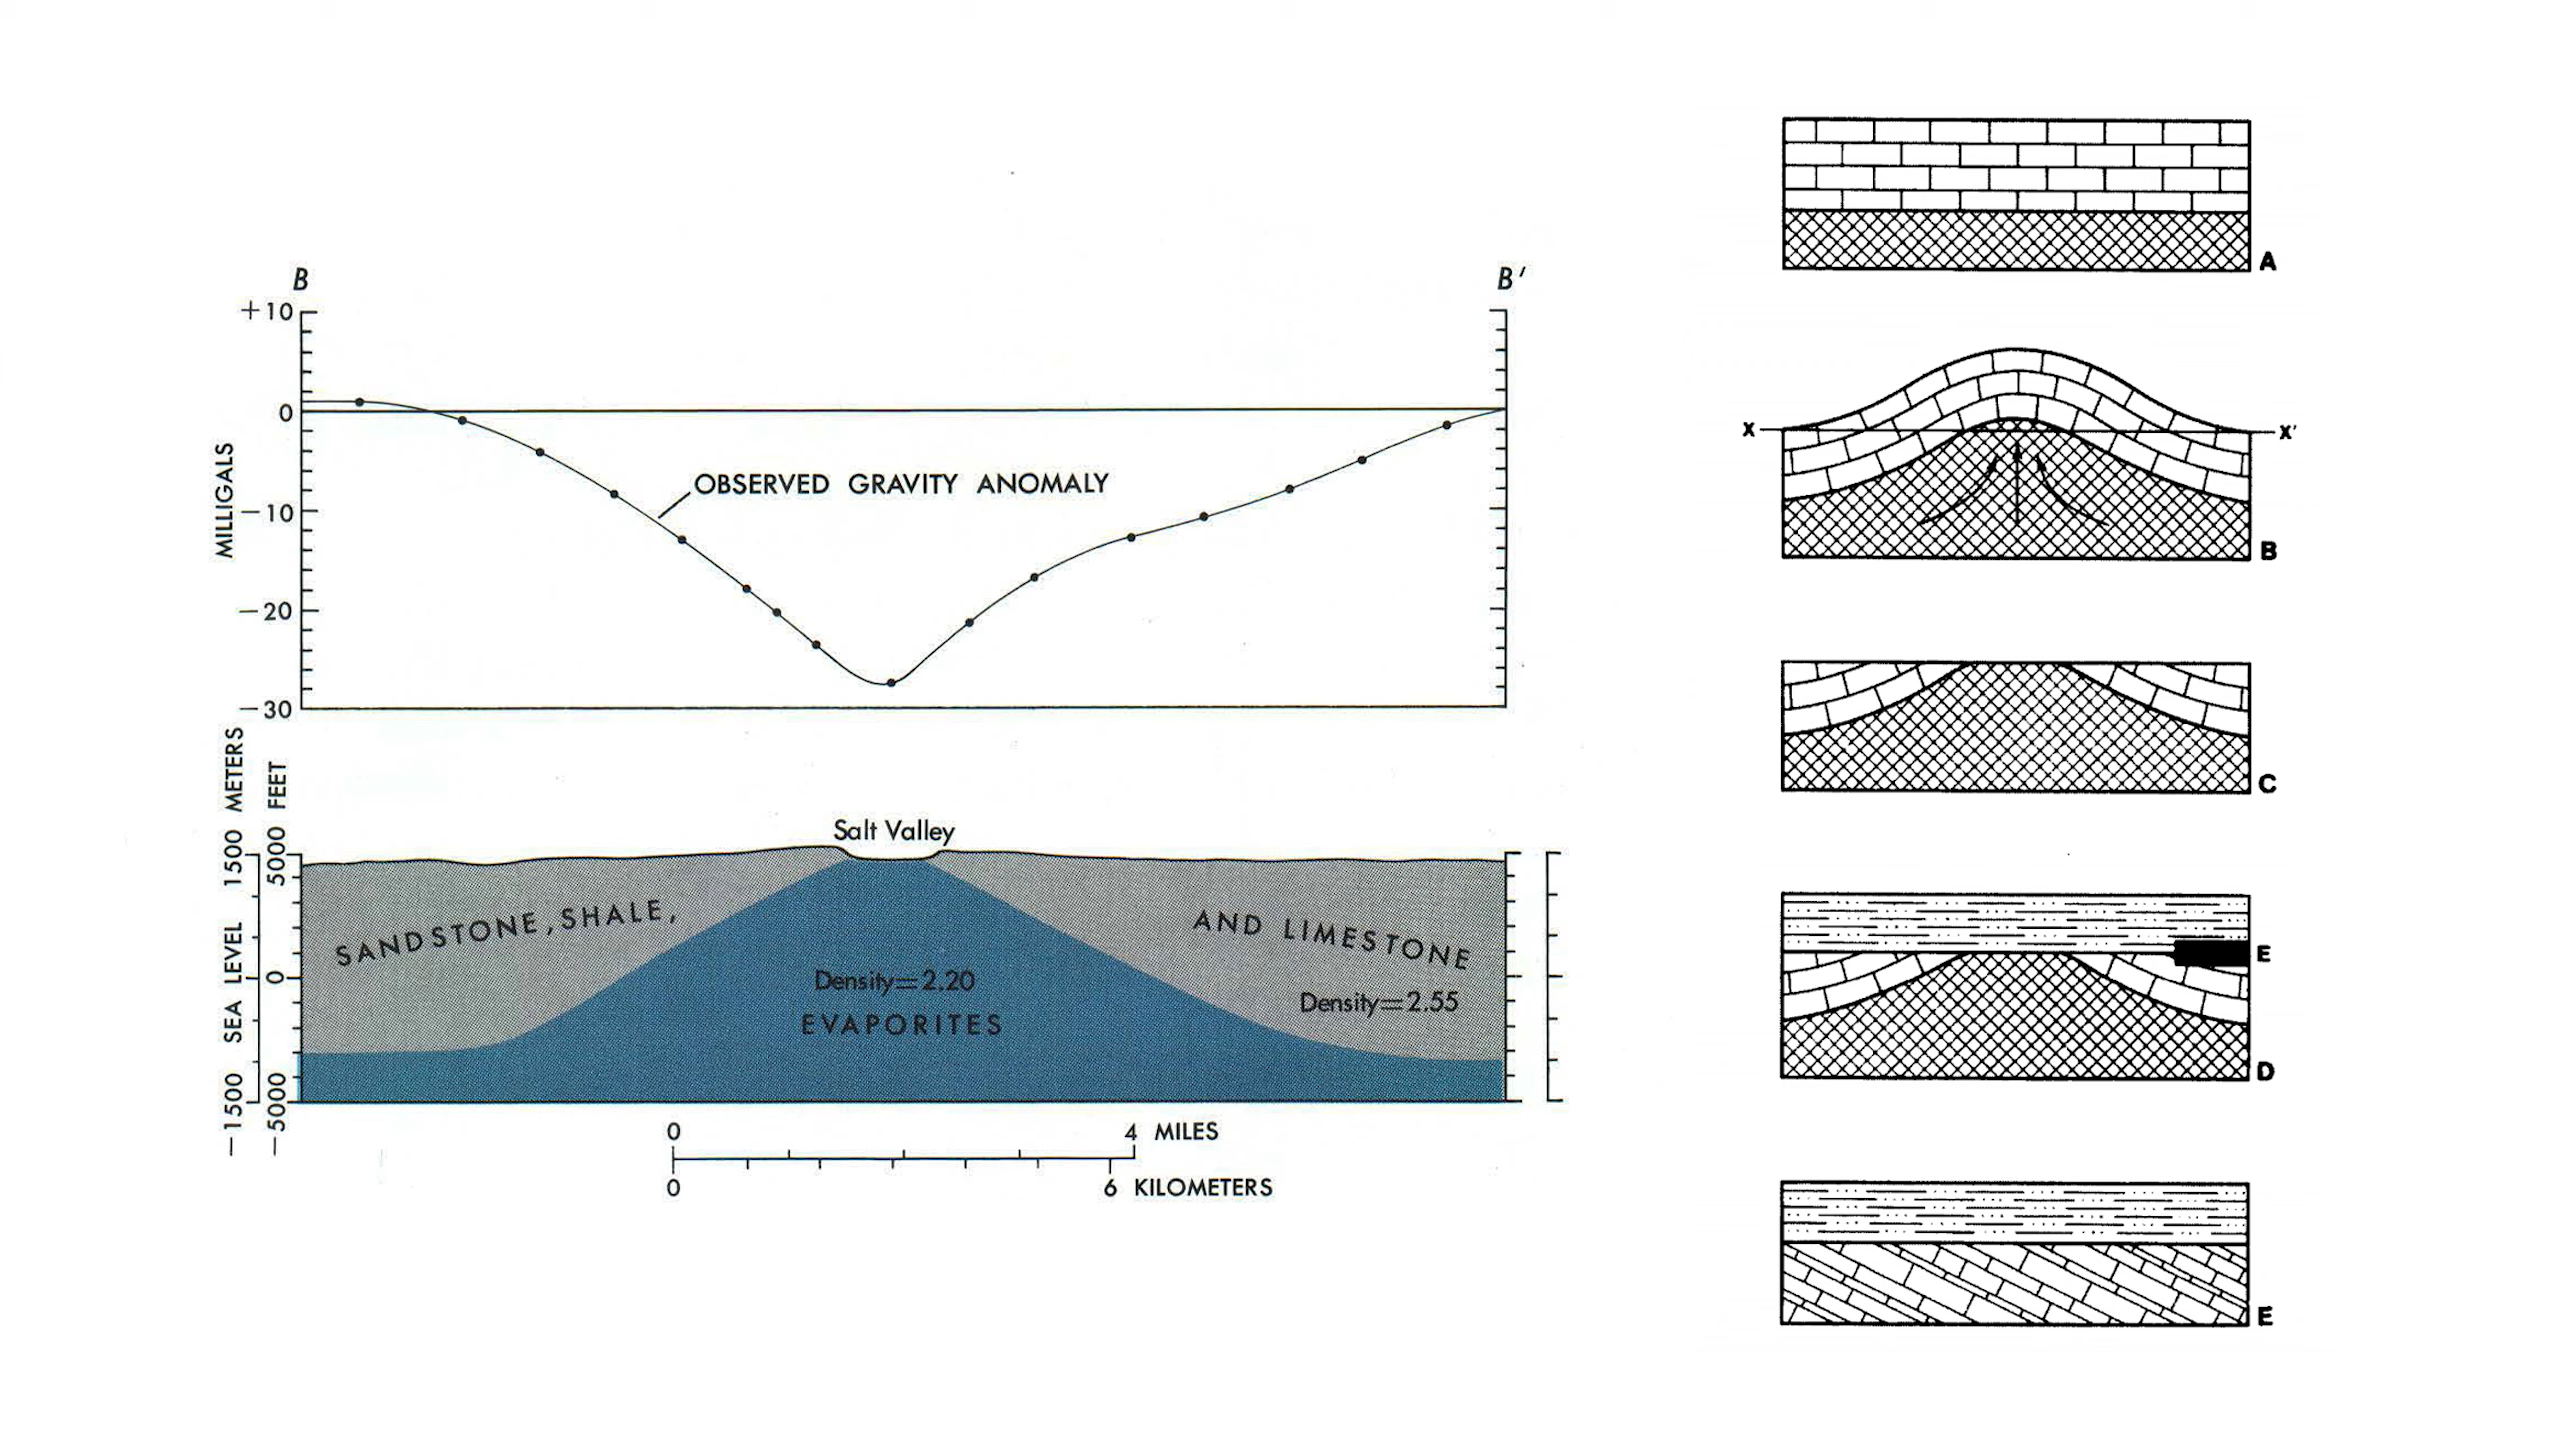 B B′
+10
0
−10
−20
−30
MILLIGALS
OBSERVED GRAVITY ANOMALY
1500 METERS
SEA LEVEL
−1500
5000 FEET
0
−5000
Salt Valley
SANDSTONE, SHALE,
AND LIMESTONE
Density=2.20
EVAPORITES
Density=2.55
0 4 MILES
0 6 KILOMETERS
A
X X′
B
C
E
D
E